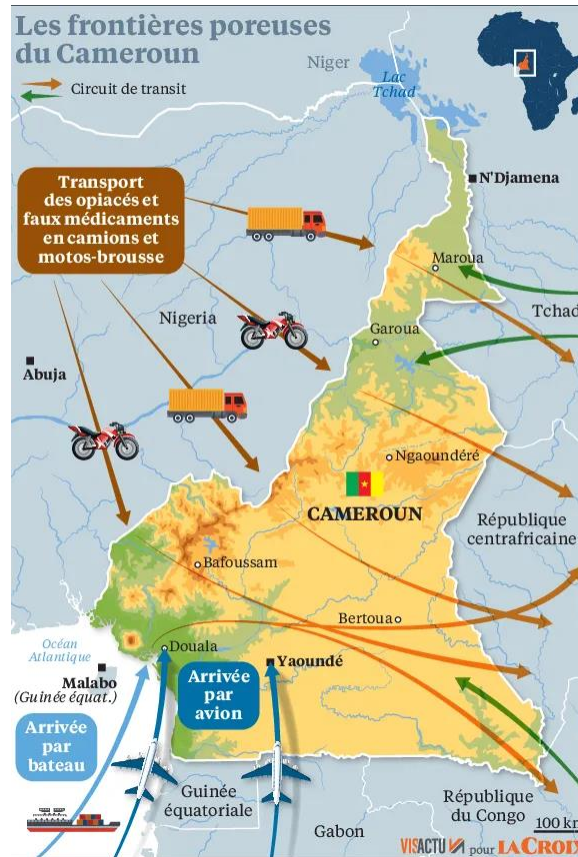 Les frontières poreuses
du Cameroun
Circuit de transit
Niger
Lac
Tchad
N'Djamena
Transport
des opiacés et
faux médicaments
en camions et
motos-brousse
Maroua
Nigeria
Tchad
Garoua
Abuja
Ngaoundéré
CAMEROUN
République
centrafricaine
Bafoussam
Bertoua
Océan
Atlantique
Douala
Yaoundé
Malabo
(Guinée équat.)
Arrivée
par
avion
Arrivée
par
bateau
Guinée
équatoriale
Gabon
République
du Congo
100 km
VISACTU pour LA CROIX